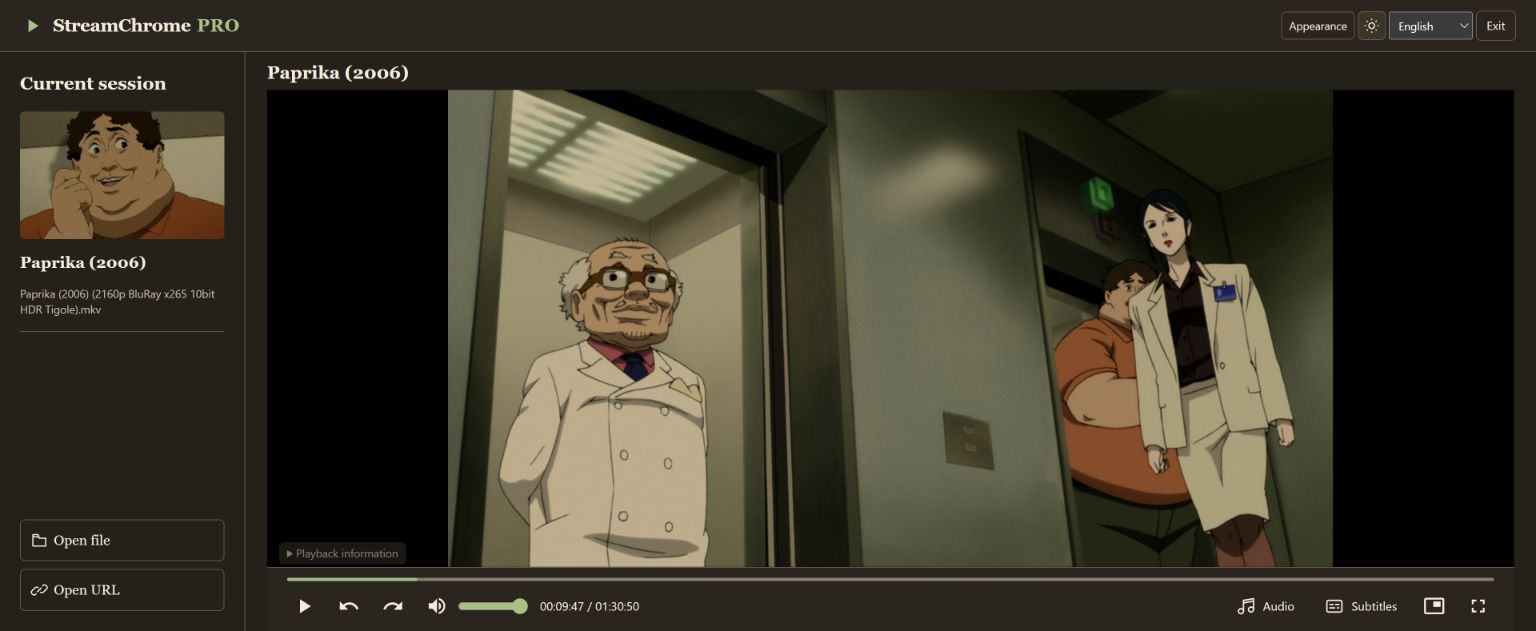 StreamChrome PRO
Appearance
English
Exit
Current session
Paprika (2006)
Paprika (2006) (2160p BluRay x265 10bit
HDR Tigole).mkv
Open file
Open URL
Paprika (2006)
Playback information
00:09:47 / 01:30:50
Audio
Subtitles